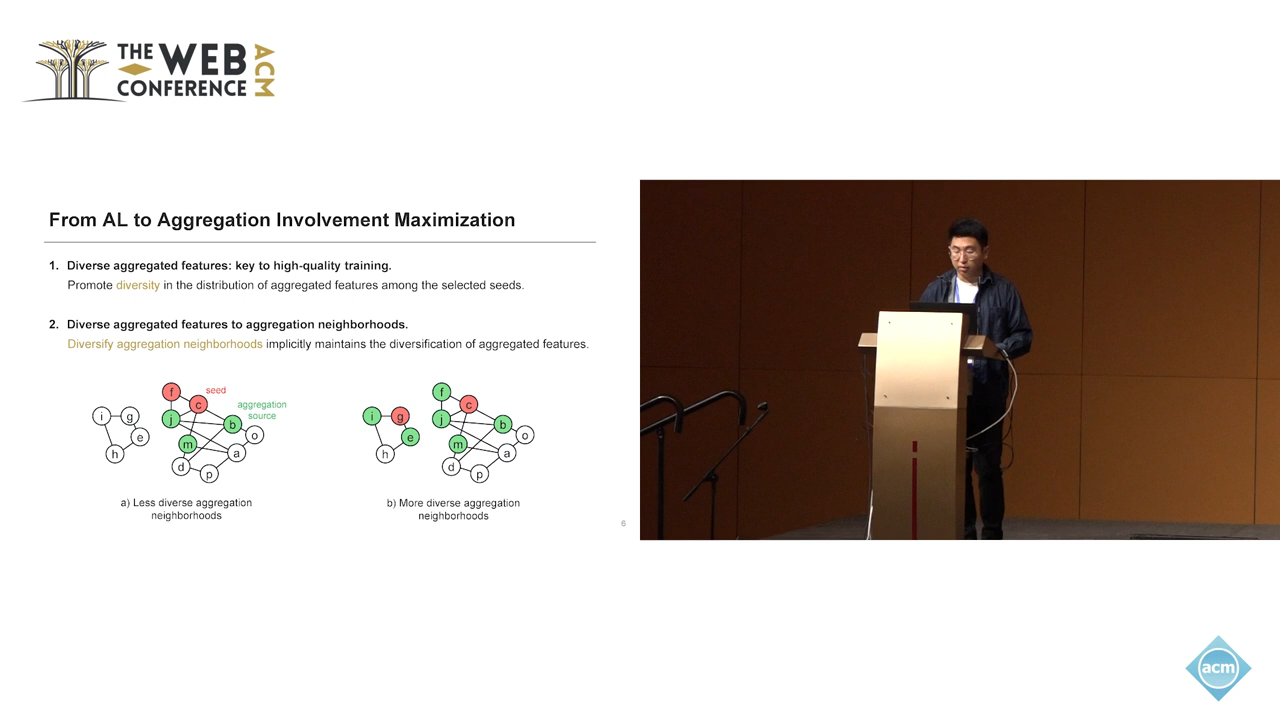 THE WEB
CONFERENCE
ACM
From AL to Aggregation Involvement Maximization
1. Diverse aggregated features: key to high-quality training.
Promote diversity in the distribution of aggregated features among the selected seeds.
2. Diverse aggregated features to aggregation neighborhoods.
Diversify aggregation neighborhoods implicitly maintains the diversification of aggregated features.
f
seed
c
aggregation
source
i
g
j
b
e
o
m
h
a
d
p
f
c
i
g
j
b
e
o
m
h
a
d
p
a) Less diverse aggregation
neighborhoods
b) More diverse aggregation
neighborhoods
6
acm